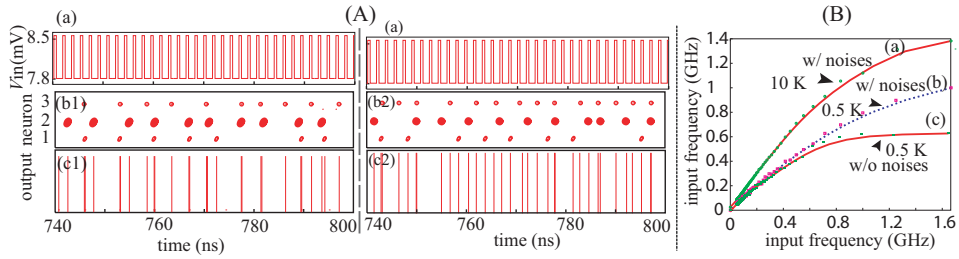 (A)
(B)
(a)
8.5
7.8
Vin(mV)
(b1)
3
2
1
output neuron
(c1)
740
760
780
800
time (ns)
(a)
(b2)
(c2)
740
760
780
800
time (ns)
1.4
1.2
1
0.8
0.6
0.4
0.2
0
input frequency (GHz)
(a)
w/ noises
10 K
w/ noises
(b)
0.5 K
(c)
0.5 K
w/o noises
0
0.4
0.8
1.2
1.6
input frequency (GHz)